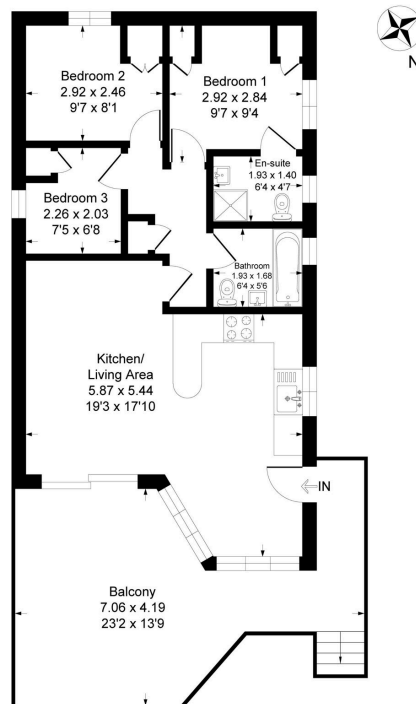 N
Bedroom 2
2.92 x 2.46
9'7 x 8'1
Bedroom 1
2.92 x 2.84
9'7 x 9'4
En-suite
1.93 x 1.40
6'4 x 4'7
Bedroom 3
2.26 x 2.03
7'5 x 6'8
Bathroom
1.93 x 1.68
6'4 x 5'6
Kitchen/
Living Area
5.87 x 5.44
19'3 x 17'10
IN
Balcony
7.06 x 4.19
23'2 x 13'9